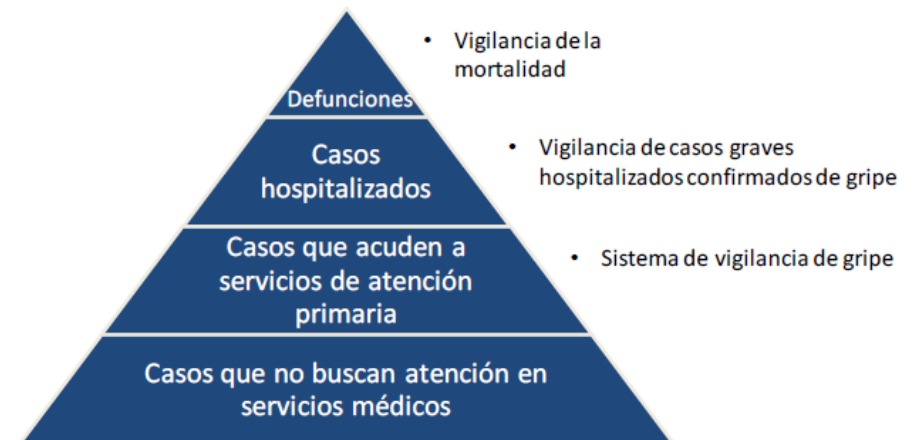 • Vigilancia de la
mortalidad
Defunciones
Casos
hospitalizados
• Vigilancia de casos graves
hospitalizados confirmados de gripe
Casos que acuden a
servicios de atención
primaria
• Sistema de vigilancia de gripe
Casos que no buscan atención en
servicios médicos